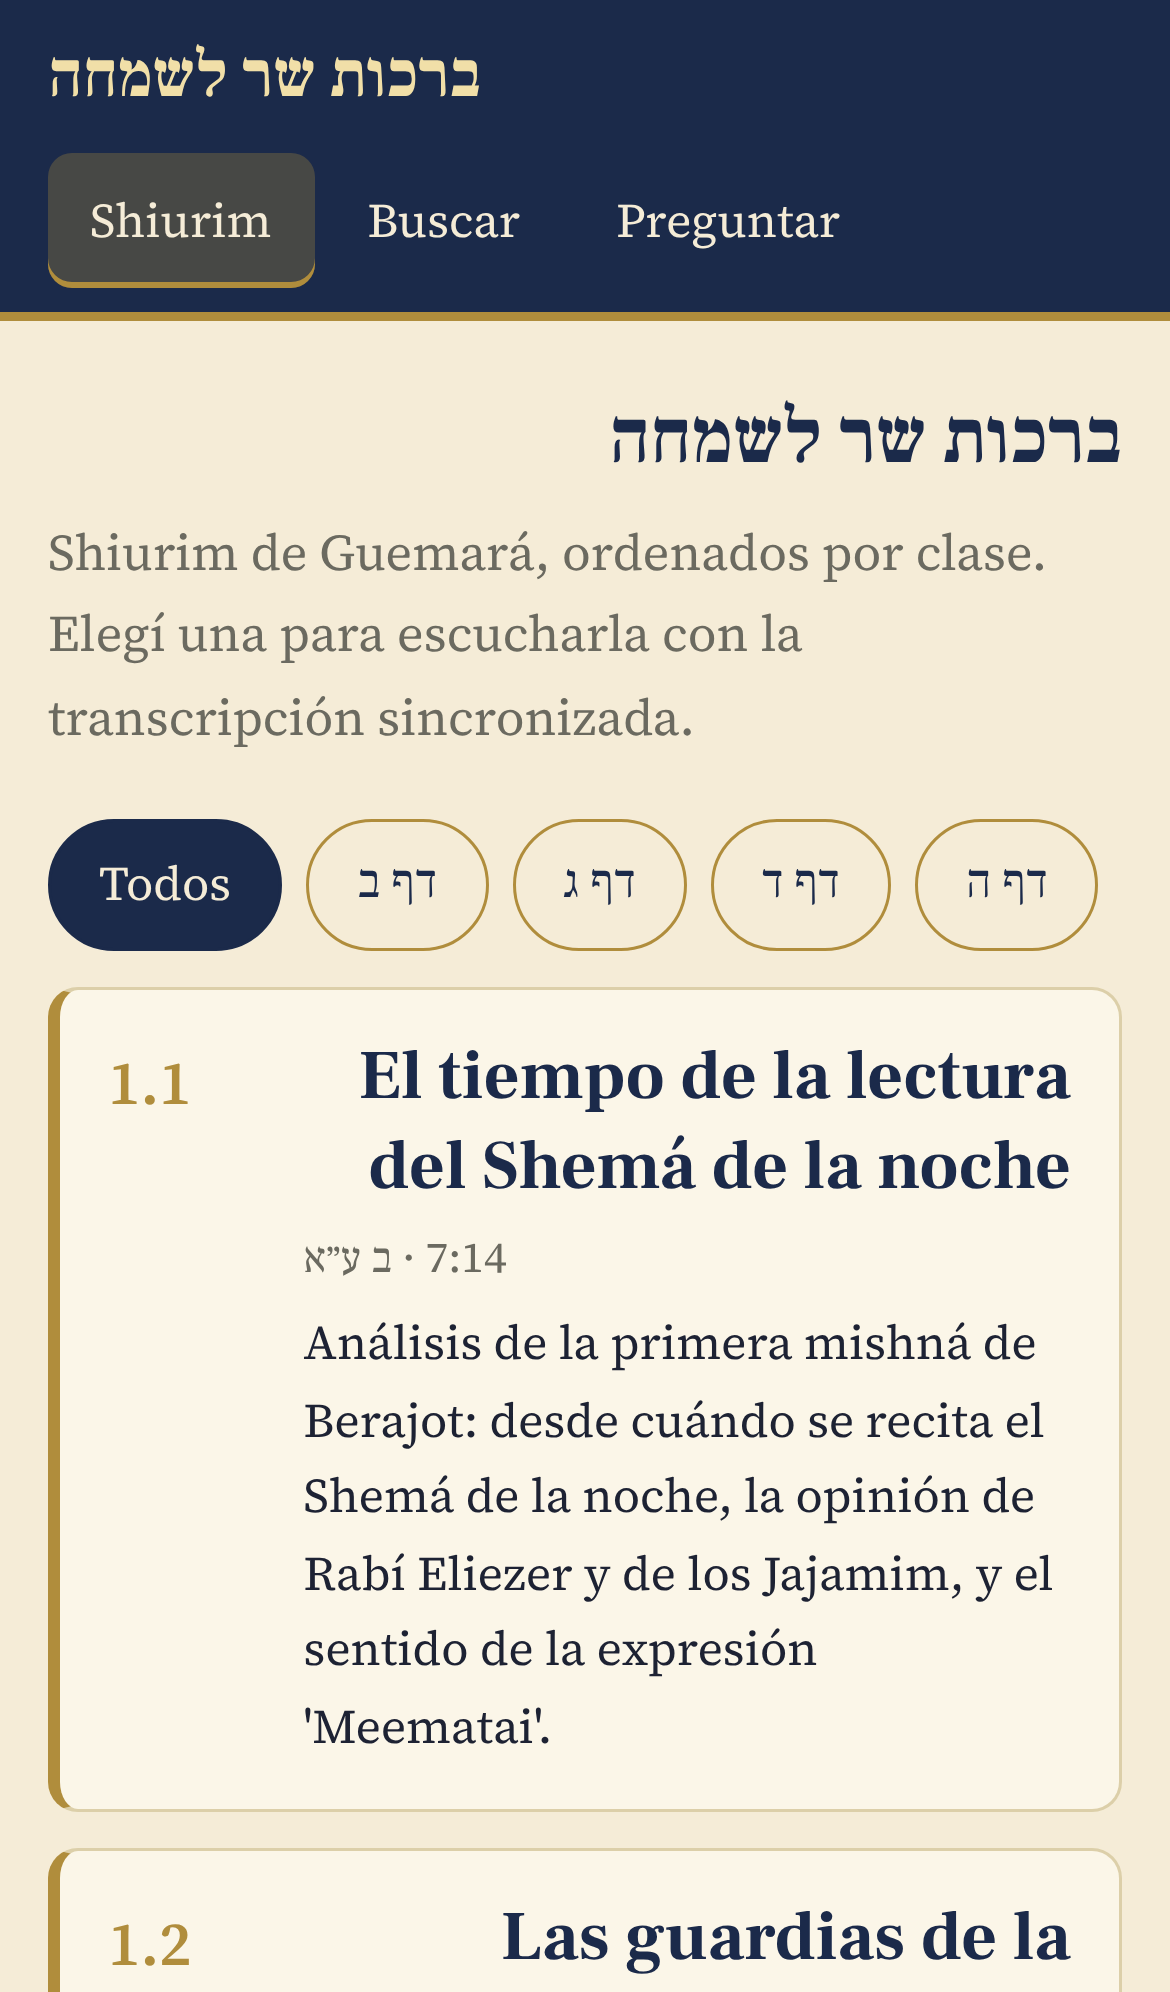 ברכות שר לשמחה
Shiurim Buscar Preguntar
ברכות שר לשמחה
Shiurim de Guemará, ordenados por clase.
Elegí una para escucharla con la
transcripción sincronizada.
Todos דף ב דף ג דף ד דף ה
1.1 El tiempo de la lectura
del Shemá de la noche
ב ע״א · 7:14
Análisis de la primera mishná de
Berajot: desde cuándo se recita el
Shemá de la noche, la opinión de
Rabí Eliezer y de los Jajamim, y el
sentido de la expresión
'Meematai'.
1.2 Las guardias de la